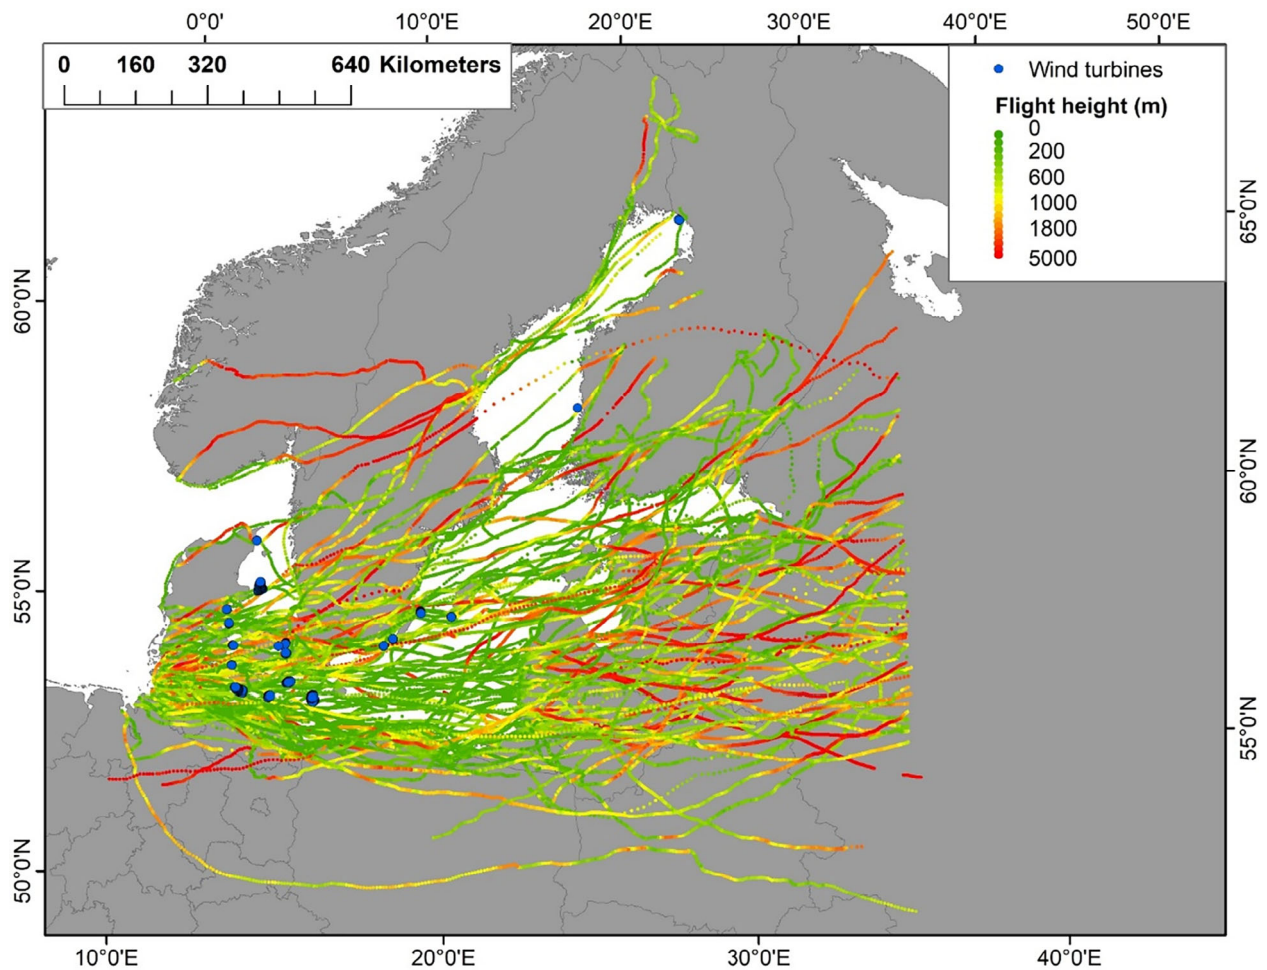 0°0'	10°0'E	20°0'E	30°0'E	40°0'E	50°0'E
0	160	320	640 Kilometers
Wind turbines
Flight height (m)
0
200
600
1000
1800
5000
65°0'N
60°0'N
60°0'N
55°0'N
55°0'N
50°0'N
10°0'E	20°0'E	30°0'E	40°0'E